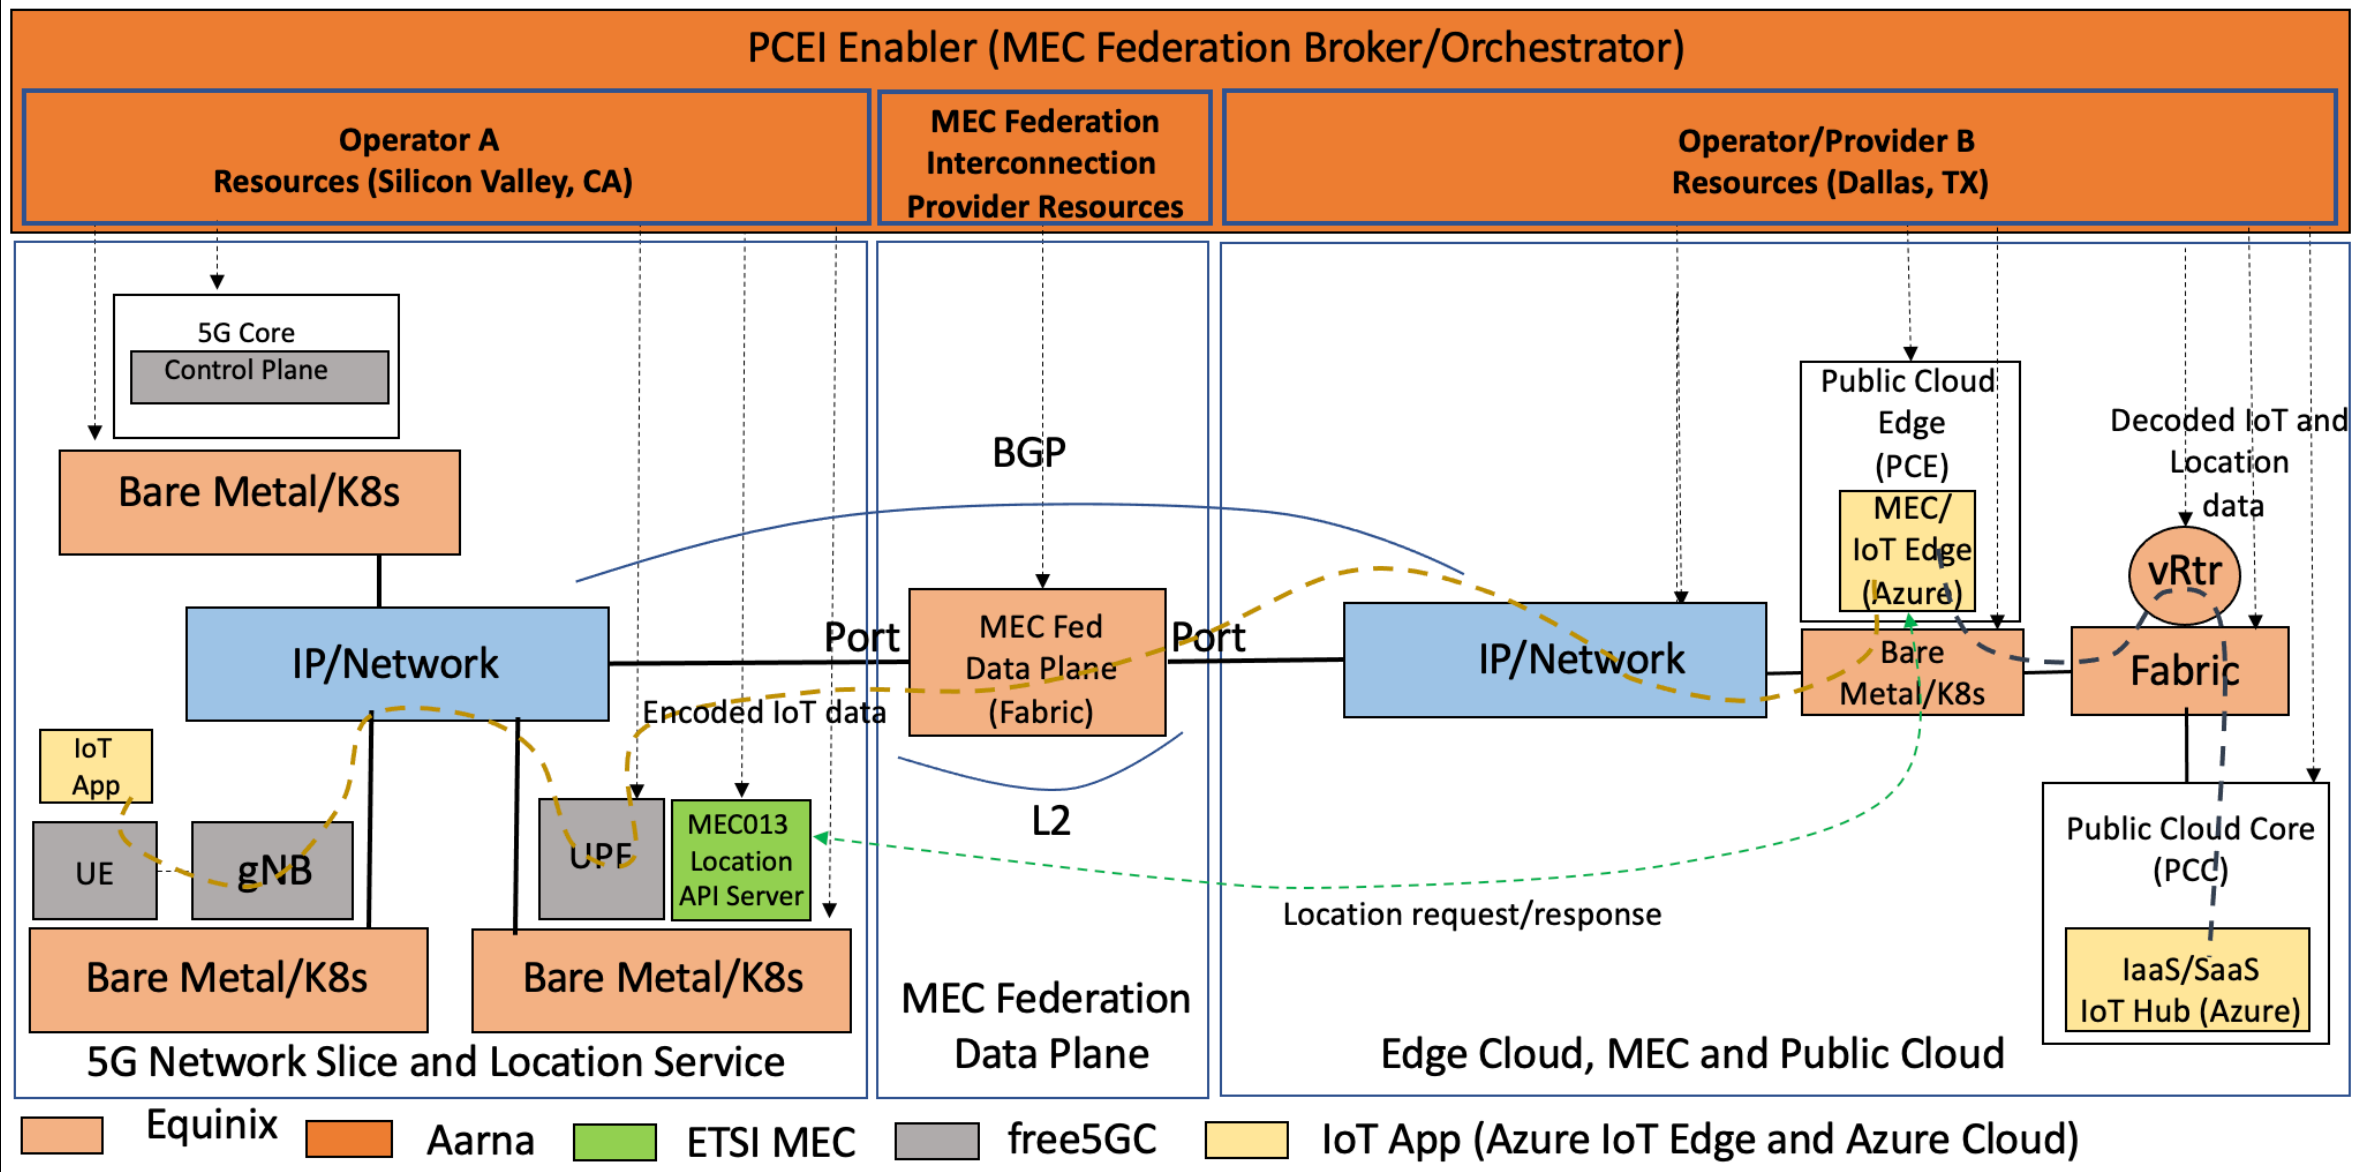 PCEI Enabler (MEC Federation Broker/Orchestrator)
Operator A
Resources (Silicon Valley, CA)
MEC Federation
Interconnection
Provider Resources
Operator/Provider B
Resources (Dallas, TX)
5G Core
Control Plane
Bare Metal/K8s
IP/Network
IoT
App
UE
gNB
UPF
MEC013
Location
API Server
Bare Metal/K8s
Bare Metal/K8s
5G Network Slice and Location Service
Encoded IoT data
Port
BGP
MEC Fed
Data Plane
(Fabric)
Port
L2
MEC Federation
Data Plane
IP/Network
Public Cloud
Edge
(PCE)
MEC/
IoT Edge
(Azure)
Bare
Metal/K8s
Decoded IoT and
Location
data
vRtr
Fabric
Public Cloud Core
(PCC)
IaaS/SaaS
IoT Hub (Azure)
Location request/response
Edge Cloud, MEC and Public Cloud
Equinix
Aarna
ETSI MEC
free5GC
IoT App (Azure IoT Edge and Azure Cloud)